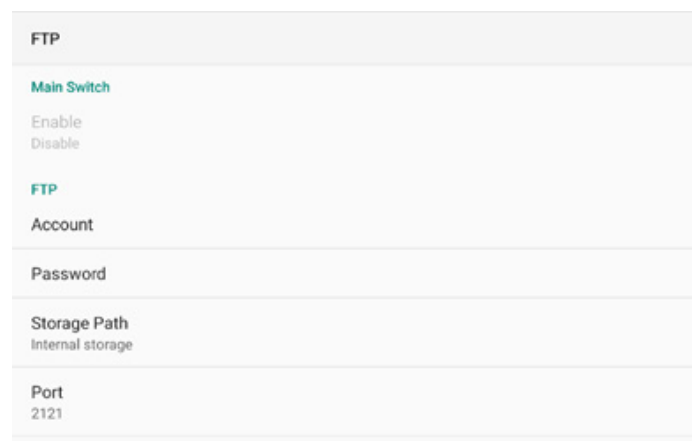 FTP
Main Switch
Enable
Disable
FTP
Account
Password
Storage Path
Internal storage
Port
2121